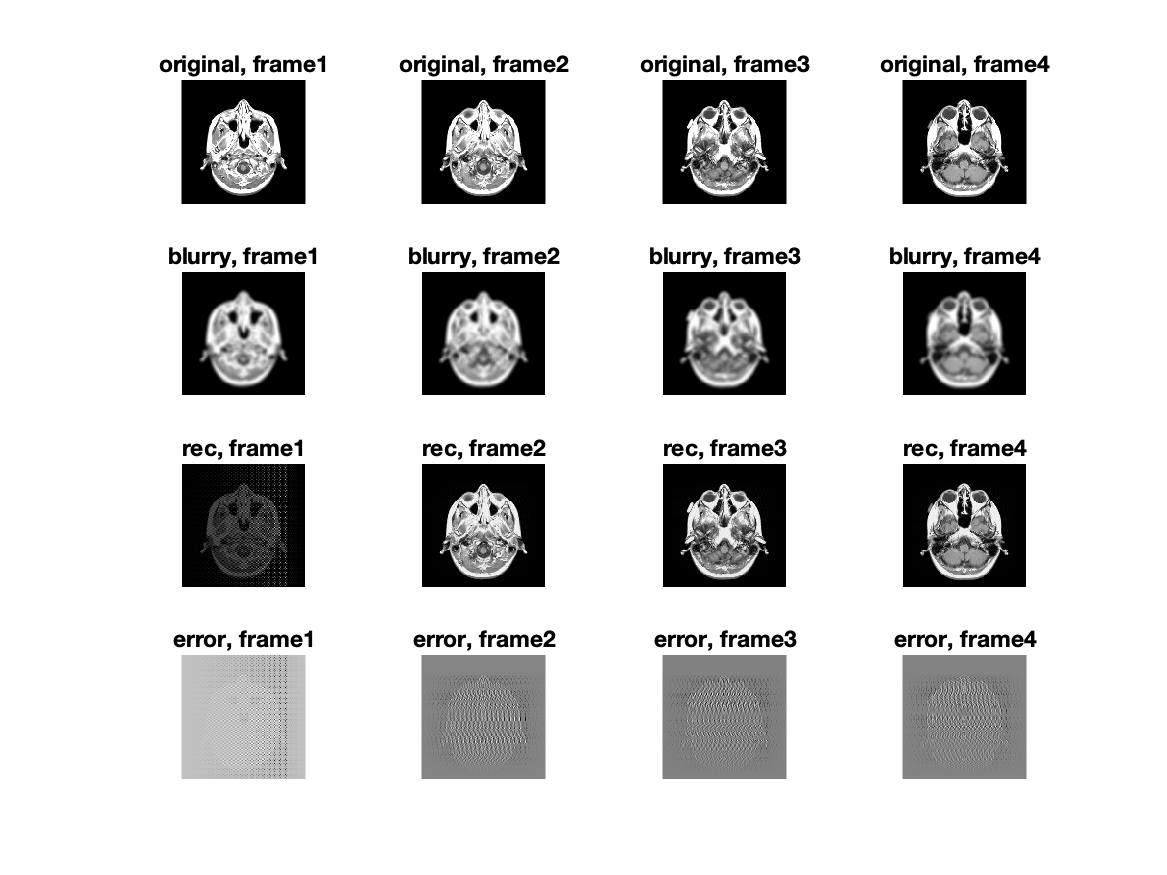 original, frame1
original, frame2
original, frame3
original, frame4
blurry, frame1
blurry, frame2
blurry, frame3
blurry, frame4
rec, frame1
rec, frame2
rec, frame3
rec, frame4
error, frame1
error, frame2
error, frame3
error, frame4